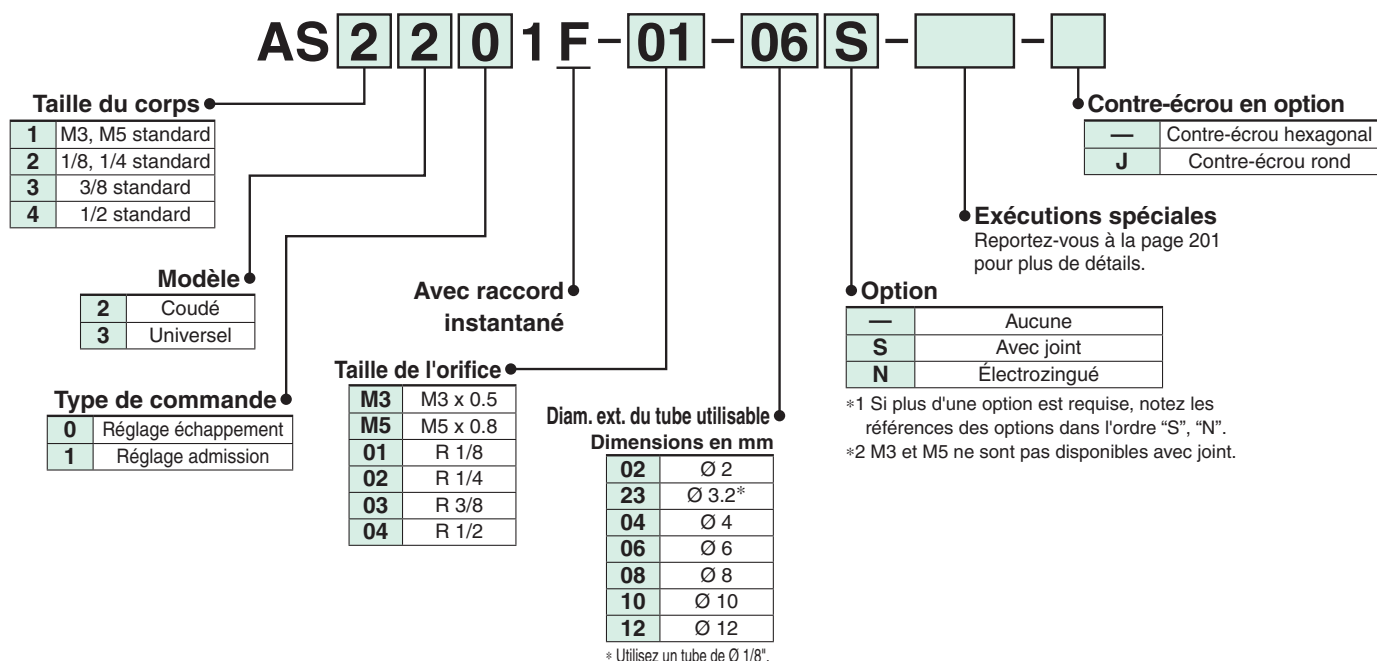 AS 2 2 0 1 F – 01 – 06 S – –
Taille du corps
1 M3, M5 standard
2 1/8, 1/4 standard
3 3/8 standard
4 1/2 standard
Modèle
2 Coudé
3 Universel
Type de commande
0 Réglage échappement
1 Réglage admission
Avec raccord
instantané
Taille de l'orifice
M3 M3 x 0.5
M5 M5 x 0.8
01 R 1/8
02 R 1/4
03 R 3/8
04 R 1/2
Diam. ext. du tube utilisable
Dimensions en mm
02 Ø 2
23 Ø 3.2*
04 Ø 4
06 Ø 6
08 Ø 8
10 Ø 10
12 Ø 12
* Utilisez un tube de Ø 1/8".
Option
— Aucune
S Avec joint
N Électrozingué
*1 Si plus d'une option est requise, notez les
références des options dans l'ordre “S”, “N”.
*2 M3 et M5 ne sont pas disponibles avec joint.
Exécutions spéciales
Reportez-vous à la page 201
pour plus de détails.
Contre-écrou en option
— Contre-écrou hexagonal
J Contre-écrou rond